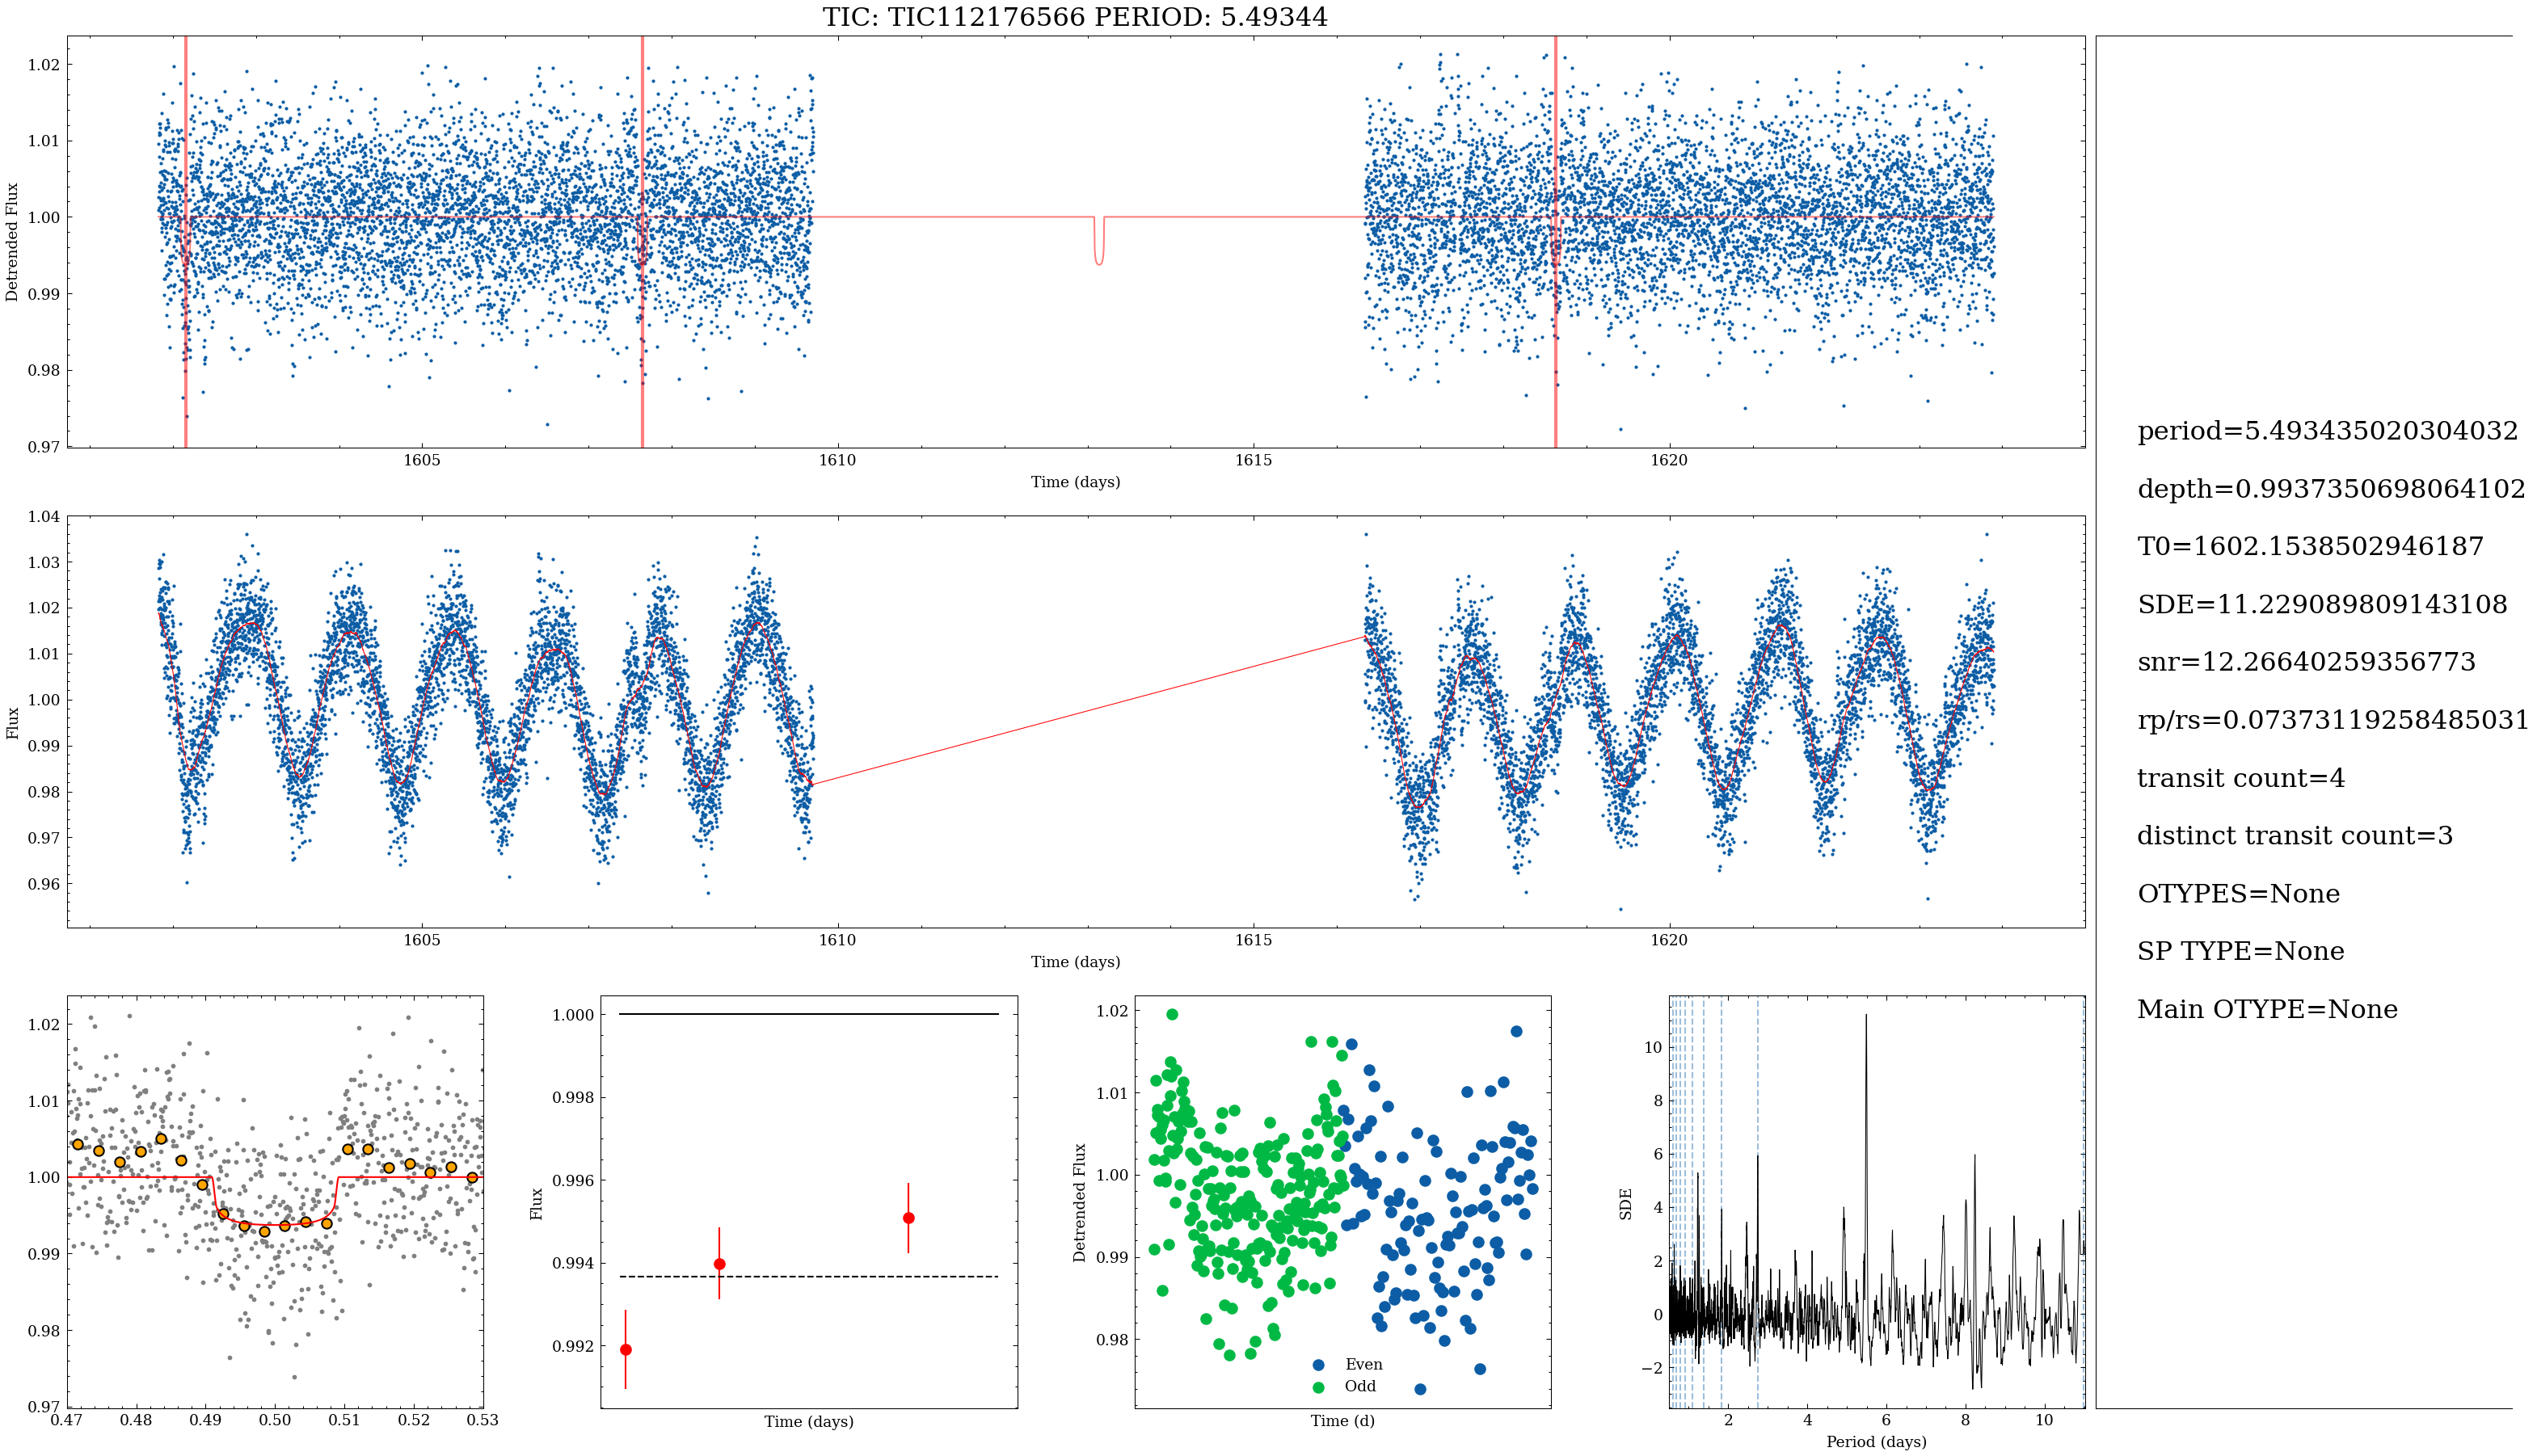 TIC: TIC112176566 PERIOD: 5.49344
1.02
1.01
1.00
0.99
0.98
0.97
Detrended Flux
1605
1610
1615
1620
Time (days)
1.04
1.03
1.02
1.01
1.00
0.99
0.98
0.97
0.96
Flux
1605
1610
1615
1620
Time (days)
period=5.493435020304032
depth=0.9937350698064102
T0=1602.1538502946187
SDE=11.229089809143108
snr=12.26640259356773
rp/rs=0.07373119258485031
transit count=4
distinct transit count=3
OTYPES=None
SP TYPE=None
Main OTYPE=None
1.02
1.01
1.00
0.99
0.98
0.97
0.47
0.48
0.49
0.50
0.51
0.52
0.53
1.000
0.998
0.996
0.994
0.992
Flux
Time (days)
1.02
1.01
1.00
0.99
0.98
Detrended Flux
Even
Odd
Time (d)
10
8
6
4
2
0
−2
SDE
2
4
6
8
10
Period (days)